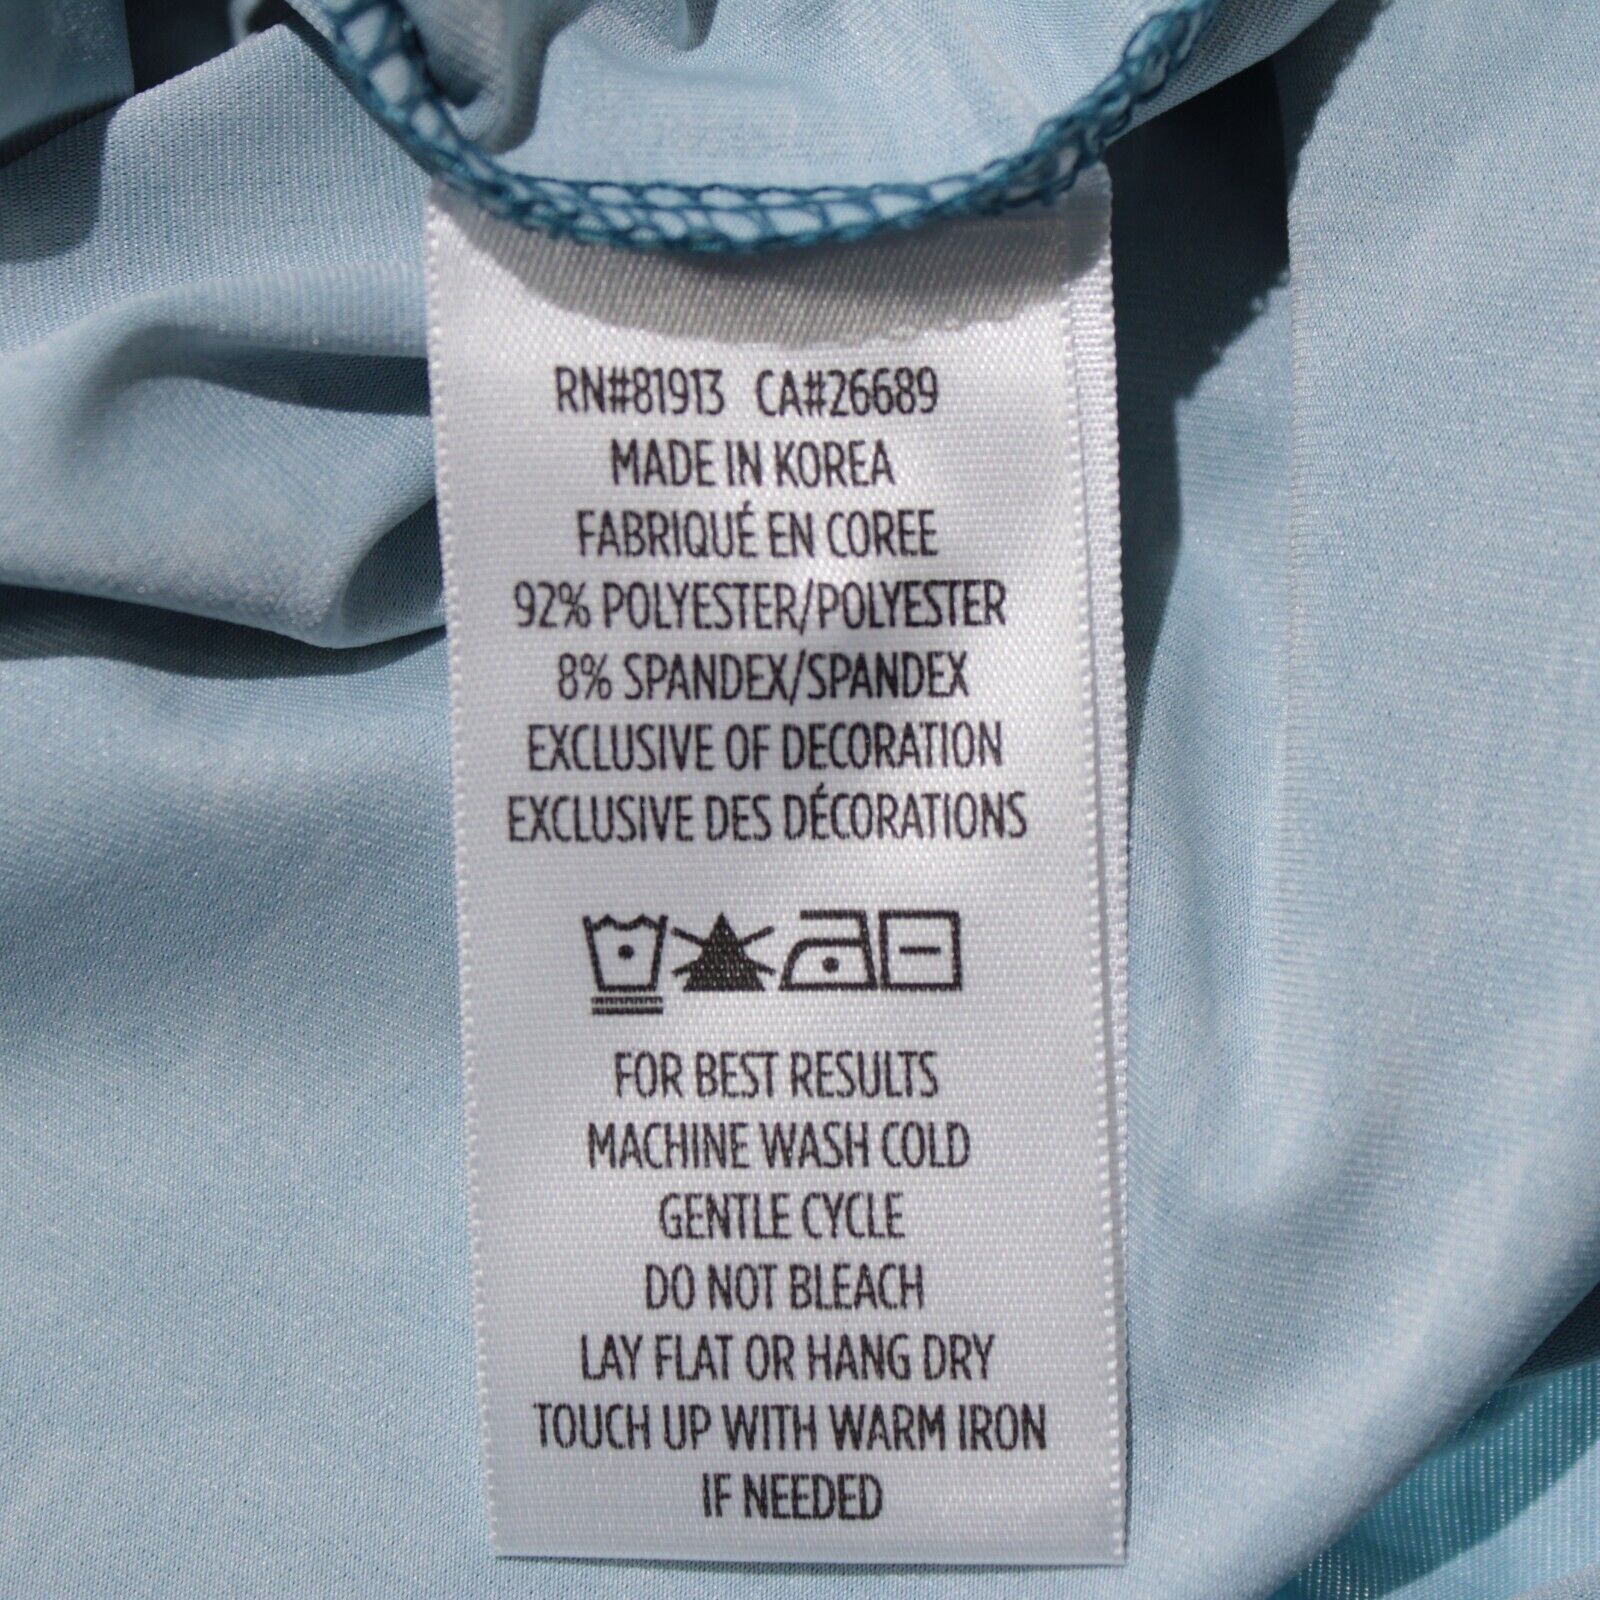 RN#81913 CA#26689
MADE IN KOREA
FABRIQUÉ EN COREE
92% POLYESTER/POLYESTER
8% SPANDEX/SPANDEX
EXCLUSIVE OF DECORATION
EXCLUSIVE DES DÉCORATIONS
FOR BEST RESULTS
MACHINE WASH COLD
GENTLE CYCLE
DO NOT BLEACH
LAY FLAT OR HANG DRY
TOUCH UP WITH WARM IRON
IF NEEDED